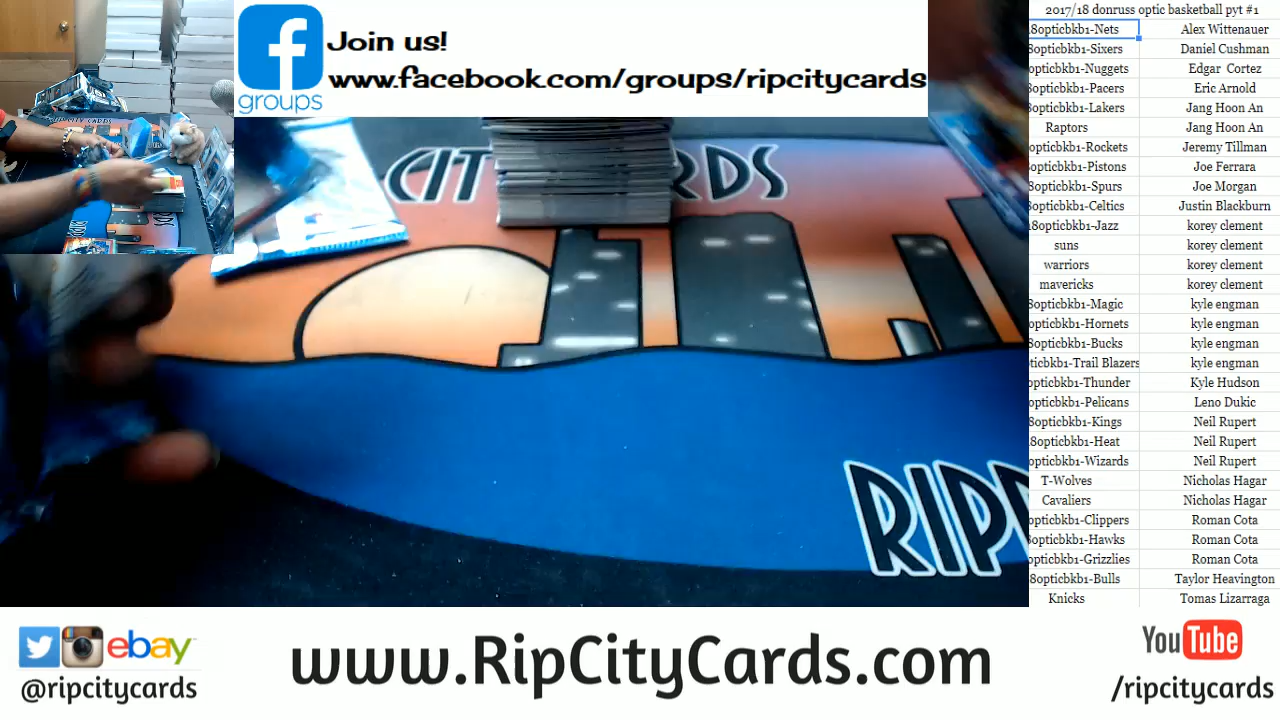 Join us!
www.facebook.com/groups/ripcitycards
groups
RIP CITY CARDS
CITY CARDS
RIPP
2017/18 donruss optic basketball pyt #1
8opticbkb1-Nets Alex Wittenauer
8opticbkb1-Sixers Daniel Cushman
opticbkb1-Nuggets Edgar Cortez
8opticbkb1-Pacers Eric Arnold
8opticbkb1-Lakers Jang Hoon An
Raptors Jang Hoon An
opticbkb1-Rockets Jeremy Tillman
8opticbkb1-Pistons Joe Ferrara
8opticbkb1-Spurs Joe Morgan
8opticbkb1-Celtics Justin Blackburn
8opticbkb1-Jazz korey clement
suns korey clement
warriors korey clement
mavericks korey clement
8opticbkb1-Magic kyle engman
opticbkb1-Hornets kyle engman
8opticbkb1-Bucks kyle engman
ticbkb1-Trail Blazers kyle engman
opticbkb1-Thunder Kyle Hudson
opticbkb1-Pelicans Leno Dukic
8opticbkb1-Kings Neil Rupert
8opticbkb1-Heat Neil Rupert
opticbkb1-Wizards Neil Rupert
T-Wolves Nicholas Hagar
Cavaliers Nicholas Hagar
opticbkb1-Clippers Roman Cota
8opticbkb1-Hawks Roman Cota
opticbkb1-Grizzlies Roman Cota
8opticbkb1-Bulls Taylor Heavington
Knicks Tomas Lizarraga
ebay
@ripcitycards
www.RipCityCards.com
YouTube
/ripcitycards